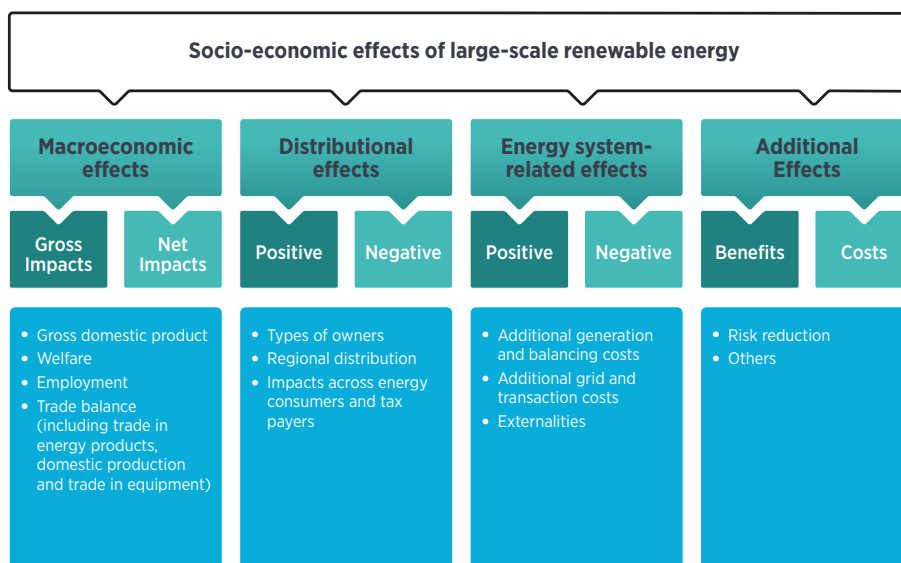 Socio-economic effects of large-scale renewable energy
Macroeconomic
effects
Gross
Impacts
Net
Impacts
• Gross domestic product
• Welfare
• Employment
• Trade balance
(including trade in
energy products,
domestic production
and trade in equipment)
Distributional
effects
Positive
Negative
• Types of owners
• Regional distribution
• Impacts across energy
consumers and tax
payers
Energy system-
related effects
Positive
Negative
• Additional generation
and balancing costs
• Additional grid and
transaction costs
• Externalities
Additional
Effects
Benefits
Costs
• Risk reduction
• Others